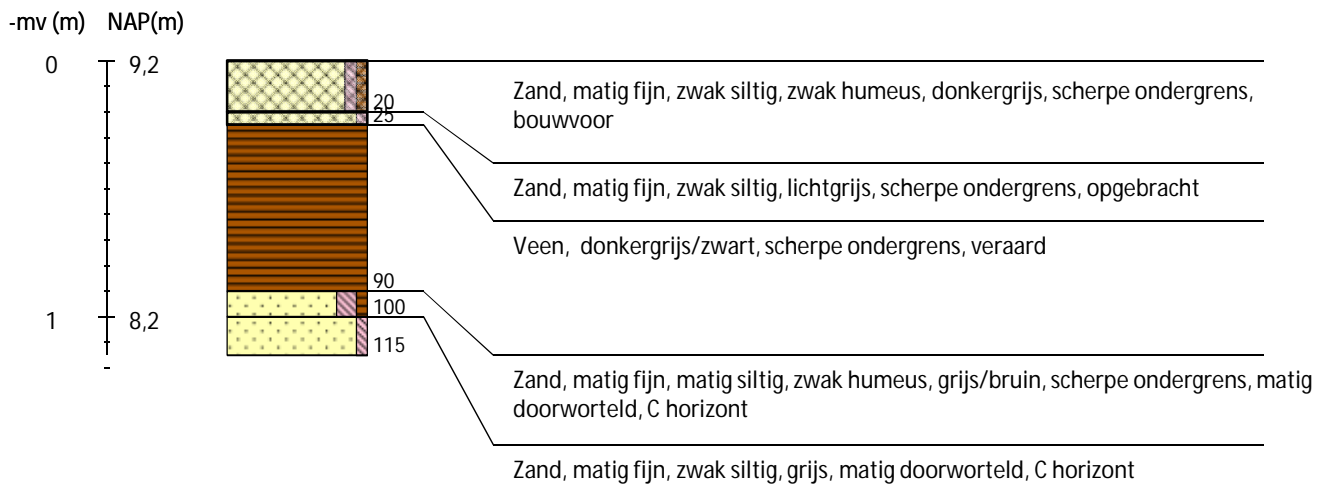 -mv (m) NAP(m)
0 9,2
20
25
90
100
1 8,2
115
Zand, matig fijn, zwak siltig, zwak humeus, donkergrijs, scherpe ondergrens,
bouwvoor
Zand, matig fijn, zwak siltig, lichtgrijs, scherpe ondergrens, opgebracht
Veen, donkergrijs/zwart, scherpe ondergrens, veraard
Zand, matig fijn, matig siltig, zwak humeus, grijs/bruin, scherpe ondergrens, matig
doorworteld, C horizont
Zand, matig fijn, zwak siltig, grijs, matig doorworteld, C horizont